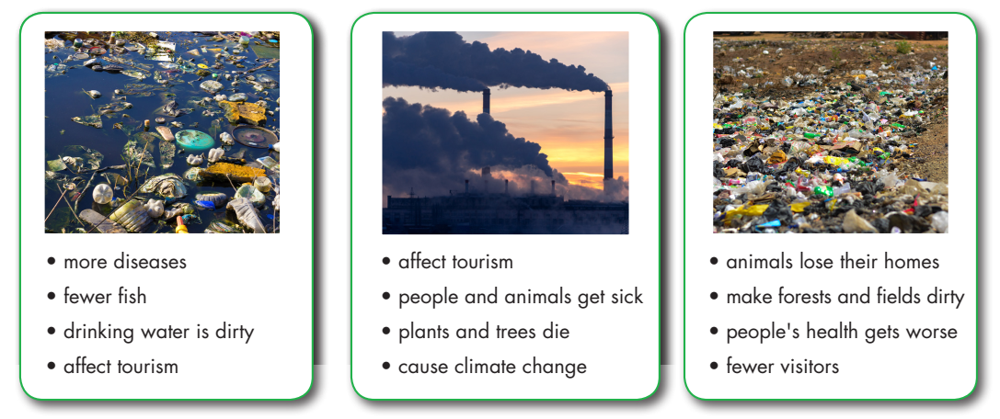 • more diseases
• fewer fish
• drinking water is dirty
• affect tourism
• affect tourism
• people and animals get sick
• plants and trees die
• cause climate change
• animals lose their homes
• make forests and fields dirty
• people's health gets worse
• fewer visitors